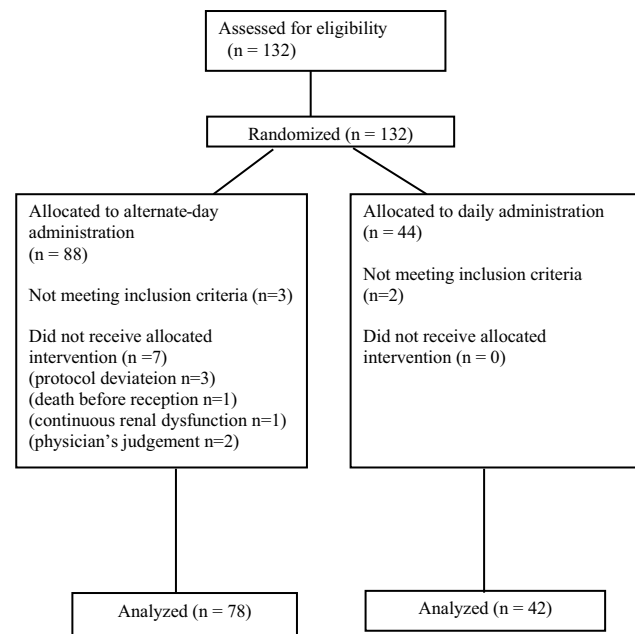 Assessed for eligibility
(n = 132)
Randomized (n = 132)
Allocated to alternate-day
administration
(n = 88)
Not meeting inclusion criteria (n=3)
Did not receive allocated
intervention (n =7)
(protocol deviateion n=3)
(death before reception n=1)
(continuous renal dysfunction n=1)
(physician’s judgement n=2)
Allocated to daily administration
(n = 44)
Not meeting inclusion criteria
(n=2)
Did not receive allocated
intervention (n = 0)
Analyzed (n = 78)
Analyzed (n = 42)